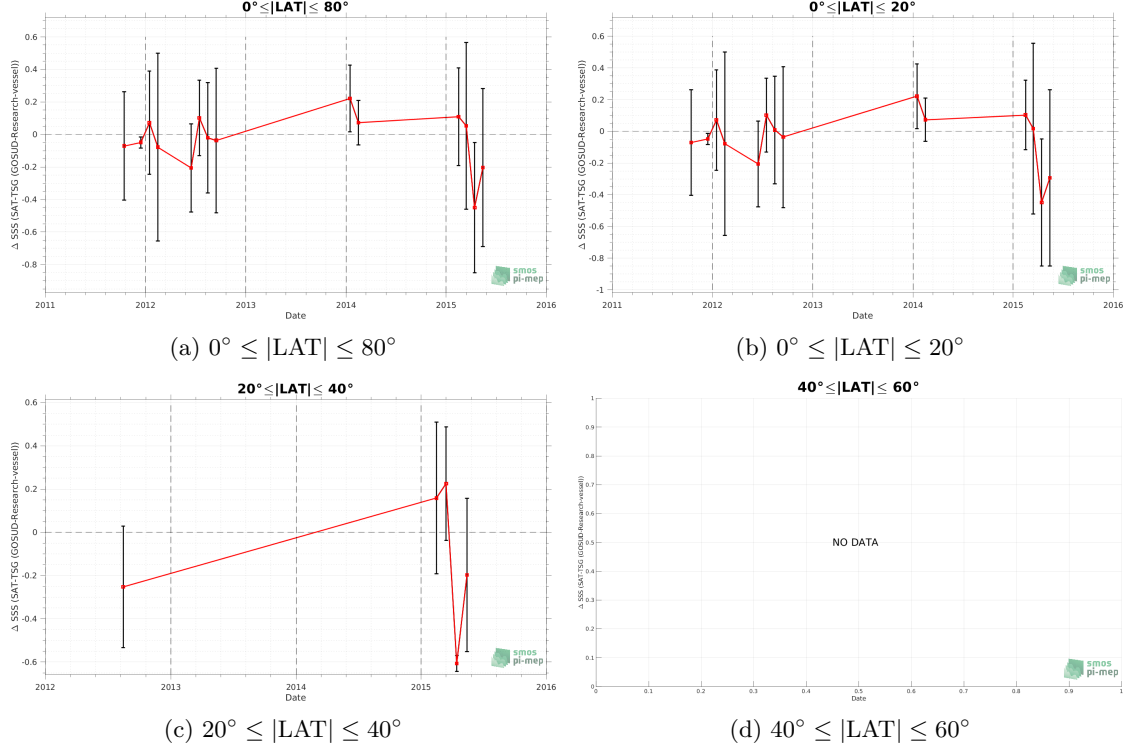 0°≤|LAT|≤ 80°
Δ SSS (SAT-TSG (GOSUD-Research-vessel))
0.6
0.4
0.2
0
-0.2
-0.4
-0.6
-0.8
2011 2012 2013 2014 2015 2016
Date
smos
pi-mep
(a) 0° ≤ |LAT| ≤ 80°
0°≤|LAT|≤ 20°
Δ SSS (SAT-TSG (GOSUD-Research-vessel))
0.6
0.4
0.2
0
-0.2
-0.4
-0.6
-0.8
-1
2011 2012 2013 2014 2015 2016
Date
smos
pi-mep
(b) 0° ≤ |LAT| ≤ 20°
20°≤|LAT|≤ 40°
Δ SSS (SAT-TSG (GOSUD-Research-vessel))
0.6
0.4
0.2
0
-0.2
-0.4
-0.6
2012 2013 2014 2015 2016
Date
smos
pi-mep
(c) 20° ≤ |LAT| ≤ 40°
40°≤|LAT|≤ 60°
Δ SSS (SAT-TSG (GOSUD-Research-vessel))
1
0.9
0.8
0.7
0.6
0.5
0.4
0.3
0.2
0.1
0
NO DATA
0 0.1 0.2 0.3 0.4 0.5 0.6 0.7 0.8 0.9 1
Date
smos
pi-mep
(d) 40° ≤ |LAT| ≤ 60°